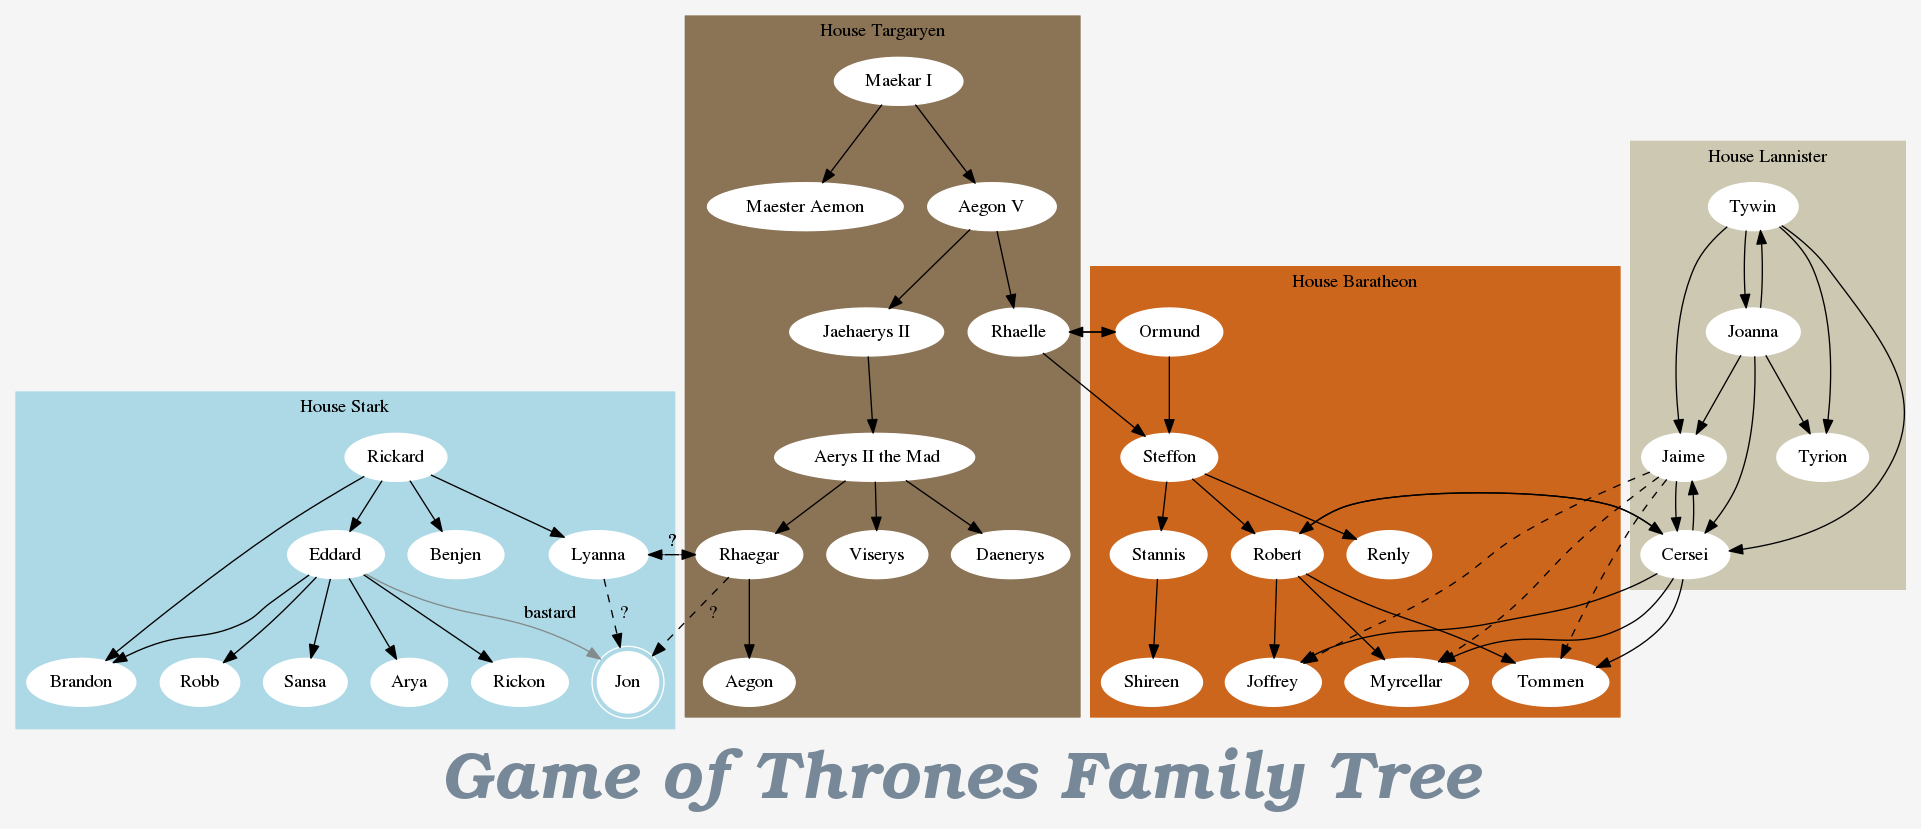 House Targaryen
Maekar I
House Lannister
Maester Aemon
Aegon V
Tywin
House Baratheon
Jaehaerys II
Rhaelle
Ormund
Joanna
House Stark
Rickard
Aerys II the Mad
Steffon
Jaime
Tyrion
?
Eddard
Benjen
Lyanna
Rhaegar
Viserys
Daenerys
Stannis
Robert
Renly
Cersei
bastard
?
?
Brandon
Robb
Sansa
Arya
Rickon
Jon
Aegon
Shireen
Joffrey
Myrcellar
Tommen
Game of Thrones Family Tree